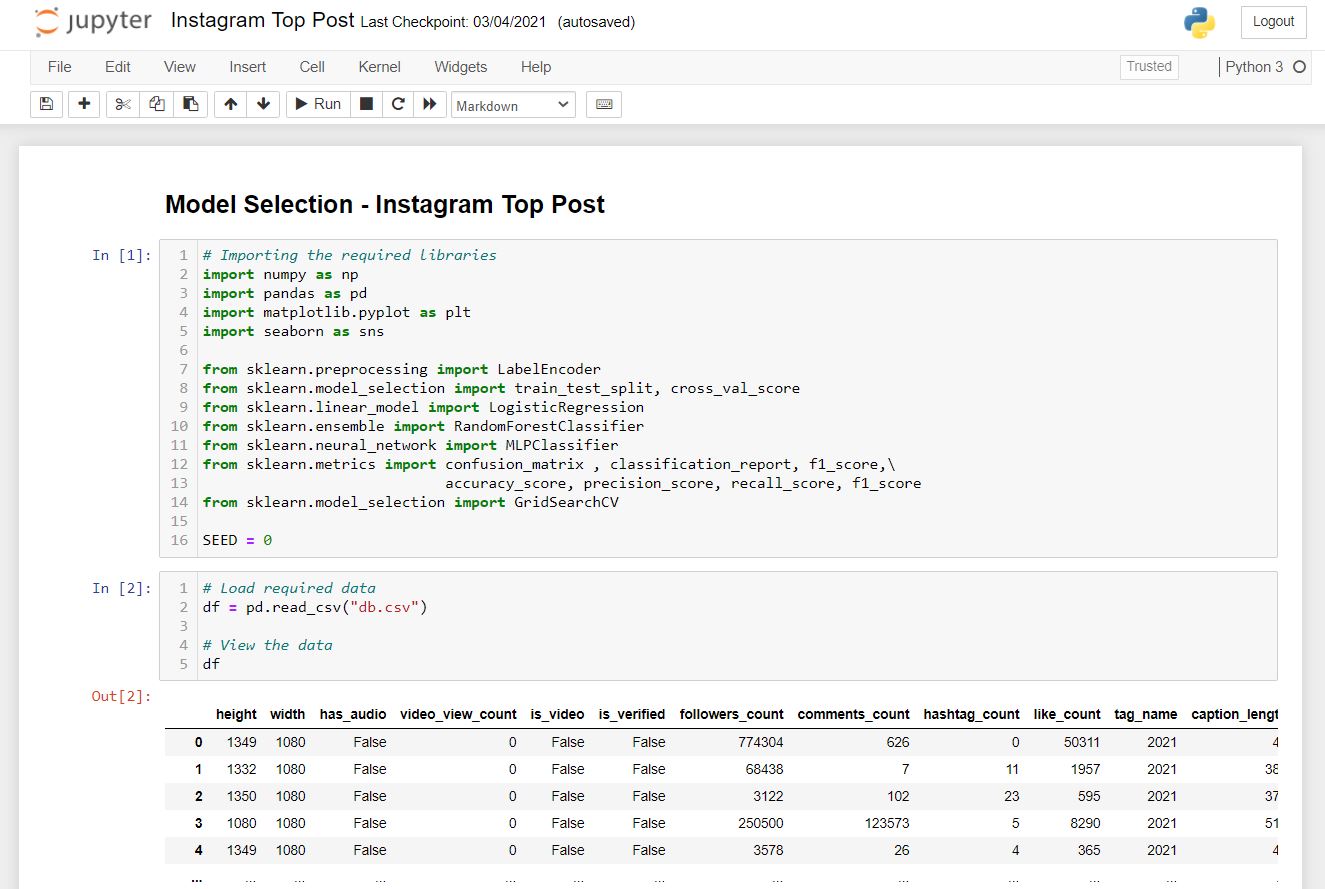 jupyter Instagram Top Post Last Checkpoint: 03/04/2021 (autosaved) Logout
File Edit View Insert Cell Kernel Widgets Help Trusted Python 3
Run Markdown
Model Selection - Instagram Top Post
In [1]: 1 # Importing the required libraries
2 import numpy as np
3 import pandas as pd
4 import matplotlib.pyplot as plt
5 import seaborn as sns
6
7 from sklearn.preprocessing import LabelEncoder
8 from sklearn.model_selection import train_test_split, cross_val_score
9 from sklearn.linear_model import LogisticRegression
10 from sklearn.ensemble import RandomForestClassifier
11 from sklearn.neural_network import MLPClassifier
12 from sklearn.metrics import confusion_matrix , classification_report, f1_score,\
13 accuracy_score, precision_score, recall_score, f1_score
14 from sklearn.model_selection import GridSearchCV
15
16 SEED = 0
In [2]: 1 # Load required data
2 df = pd.read_csv("db.csv")
3
4 # View the data
5 df
Out[2]:
height width has_audio video_view_count is_video is_verified followers_count comments_count hashtag_count like_count tag_name caption_lengt
0 1349 1080 False 0 False False 774304 626 0 50311 2021 4
1 1332 1080 False 0 False False 68438 7 11 1957 2021 38
2 1350 1080 False 0 False False 3122 102 23 595 2021 37
3 1080 1080 False 0 False False 250500 123573 5 8290 2021 51
4 1349 1080 False 0 False False 3578 26 4 365 2021 4
... ... ... ... ... ... ... ... ... ... ... ...